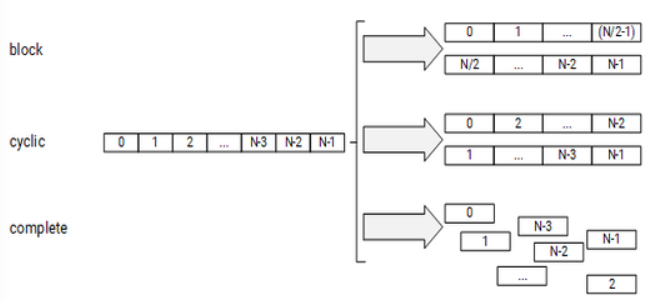 block
0 1 ... (N/2-1)
N/2 ... N-2 N-1
cyclic
0 1 2 ... N-3 N-2 N-1
0 2 ... N-2
1 ... N-3 N-1
complete
0
N-3
1
N-1
N-2
...
2